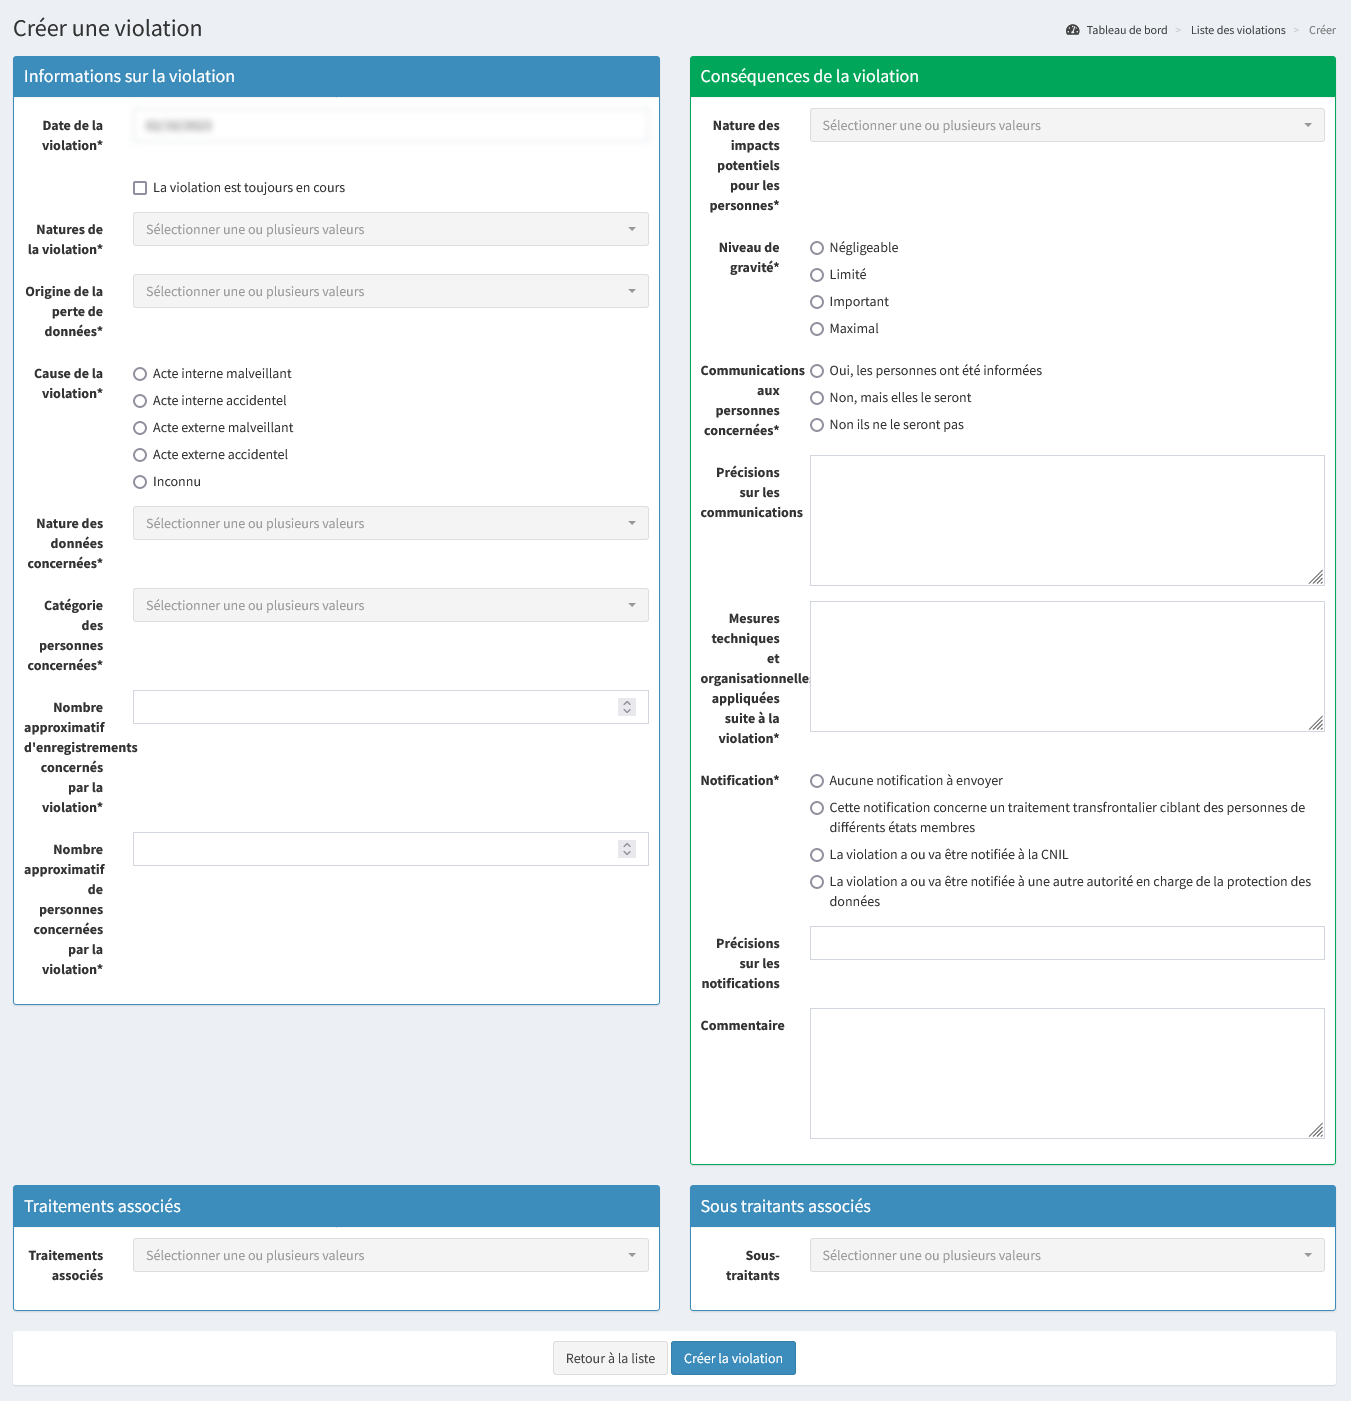 Créer une violation
Tableau de bord > Liste des violations > Créer
Informations sur la violation
Date de la
violation*
La violation est toujours en cours
Natures de
la violation*
Sélectionner une ou plusieurs valeurs
Origine de la
perte de
données*
Sélectionner une ou plusieurs valeurs
Cause de la
violation*
Acte interne malveillant
Acte interne accidentel
Acte externe malveillant
Acte externe accidentel
Inconnu
Nature des
données
concernées*
Sélectionner une ou plusieurs valeurs
Catégorie
des
personnes
concernées*
Sélectionner une ou plusieurs valeurs
Nombre
approximatif
d'enregistrements
concernés
par la
violation*
Nombre
approximatif
de
personnes
concernées
par la
violation*
Conséquences de la violation
Nature des
impacts
potentiels
pour les
personnes*
Sélectionner une ou plusieurs valeurs
Niveau de
gravité*
Négligeable
Limité
Important
Maximal
Communications
aux
personnes
concernées*
Oui, les personnes ont été informées
Non, mais elles le seront
Non ils ne le seront pas
Précisions
sur les
communications
Mesures
techniques
et
organisationnelle
appliquées
suite à la
violation*
Notification*
Aucune notification à envoyer
Cette notification concerne un traitement transfrontalier ciblant des personnes de
différents états membres
La violation a ou va être notifiée à la CNIL
La violation a ou va être notifiée à une autre autorité en charge de la protection des
données
Précisions
sur les
notifications
Commentaire
Traitements associés
Traitements
associés
Sélectionner une ou plusieurs valeurs
Sous traitants associés
Sous-
traitants
Sélectionner une ou plusieurs valeurs
Retour à la liste
Créer la violation